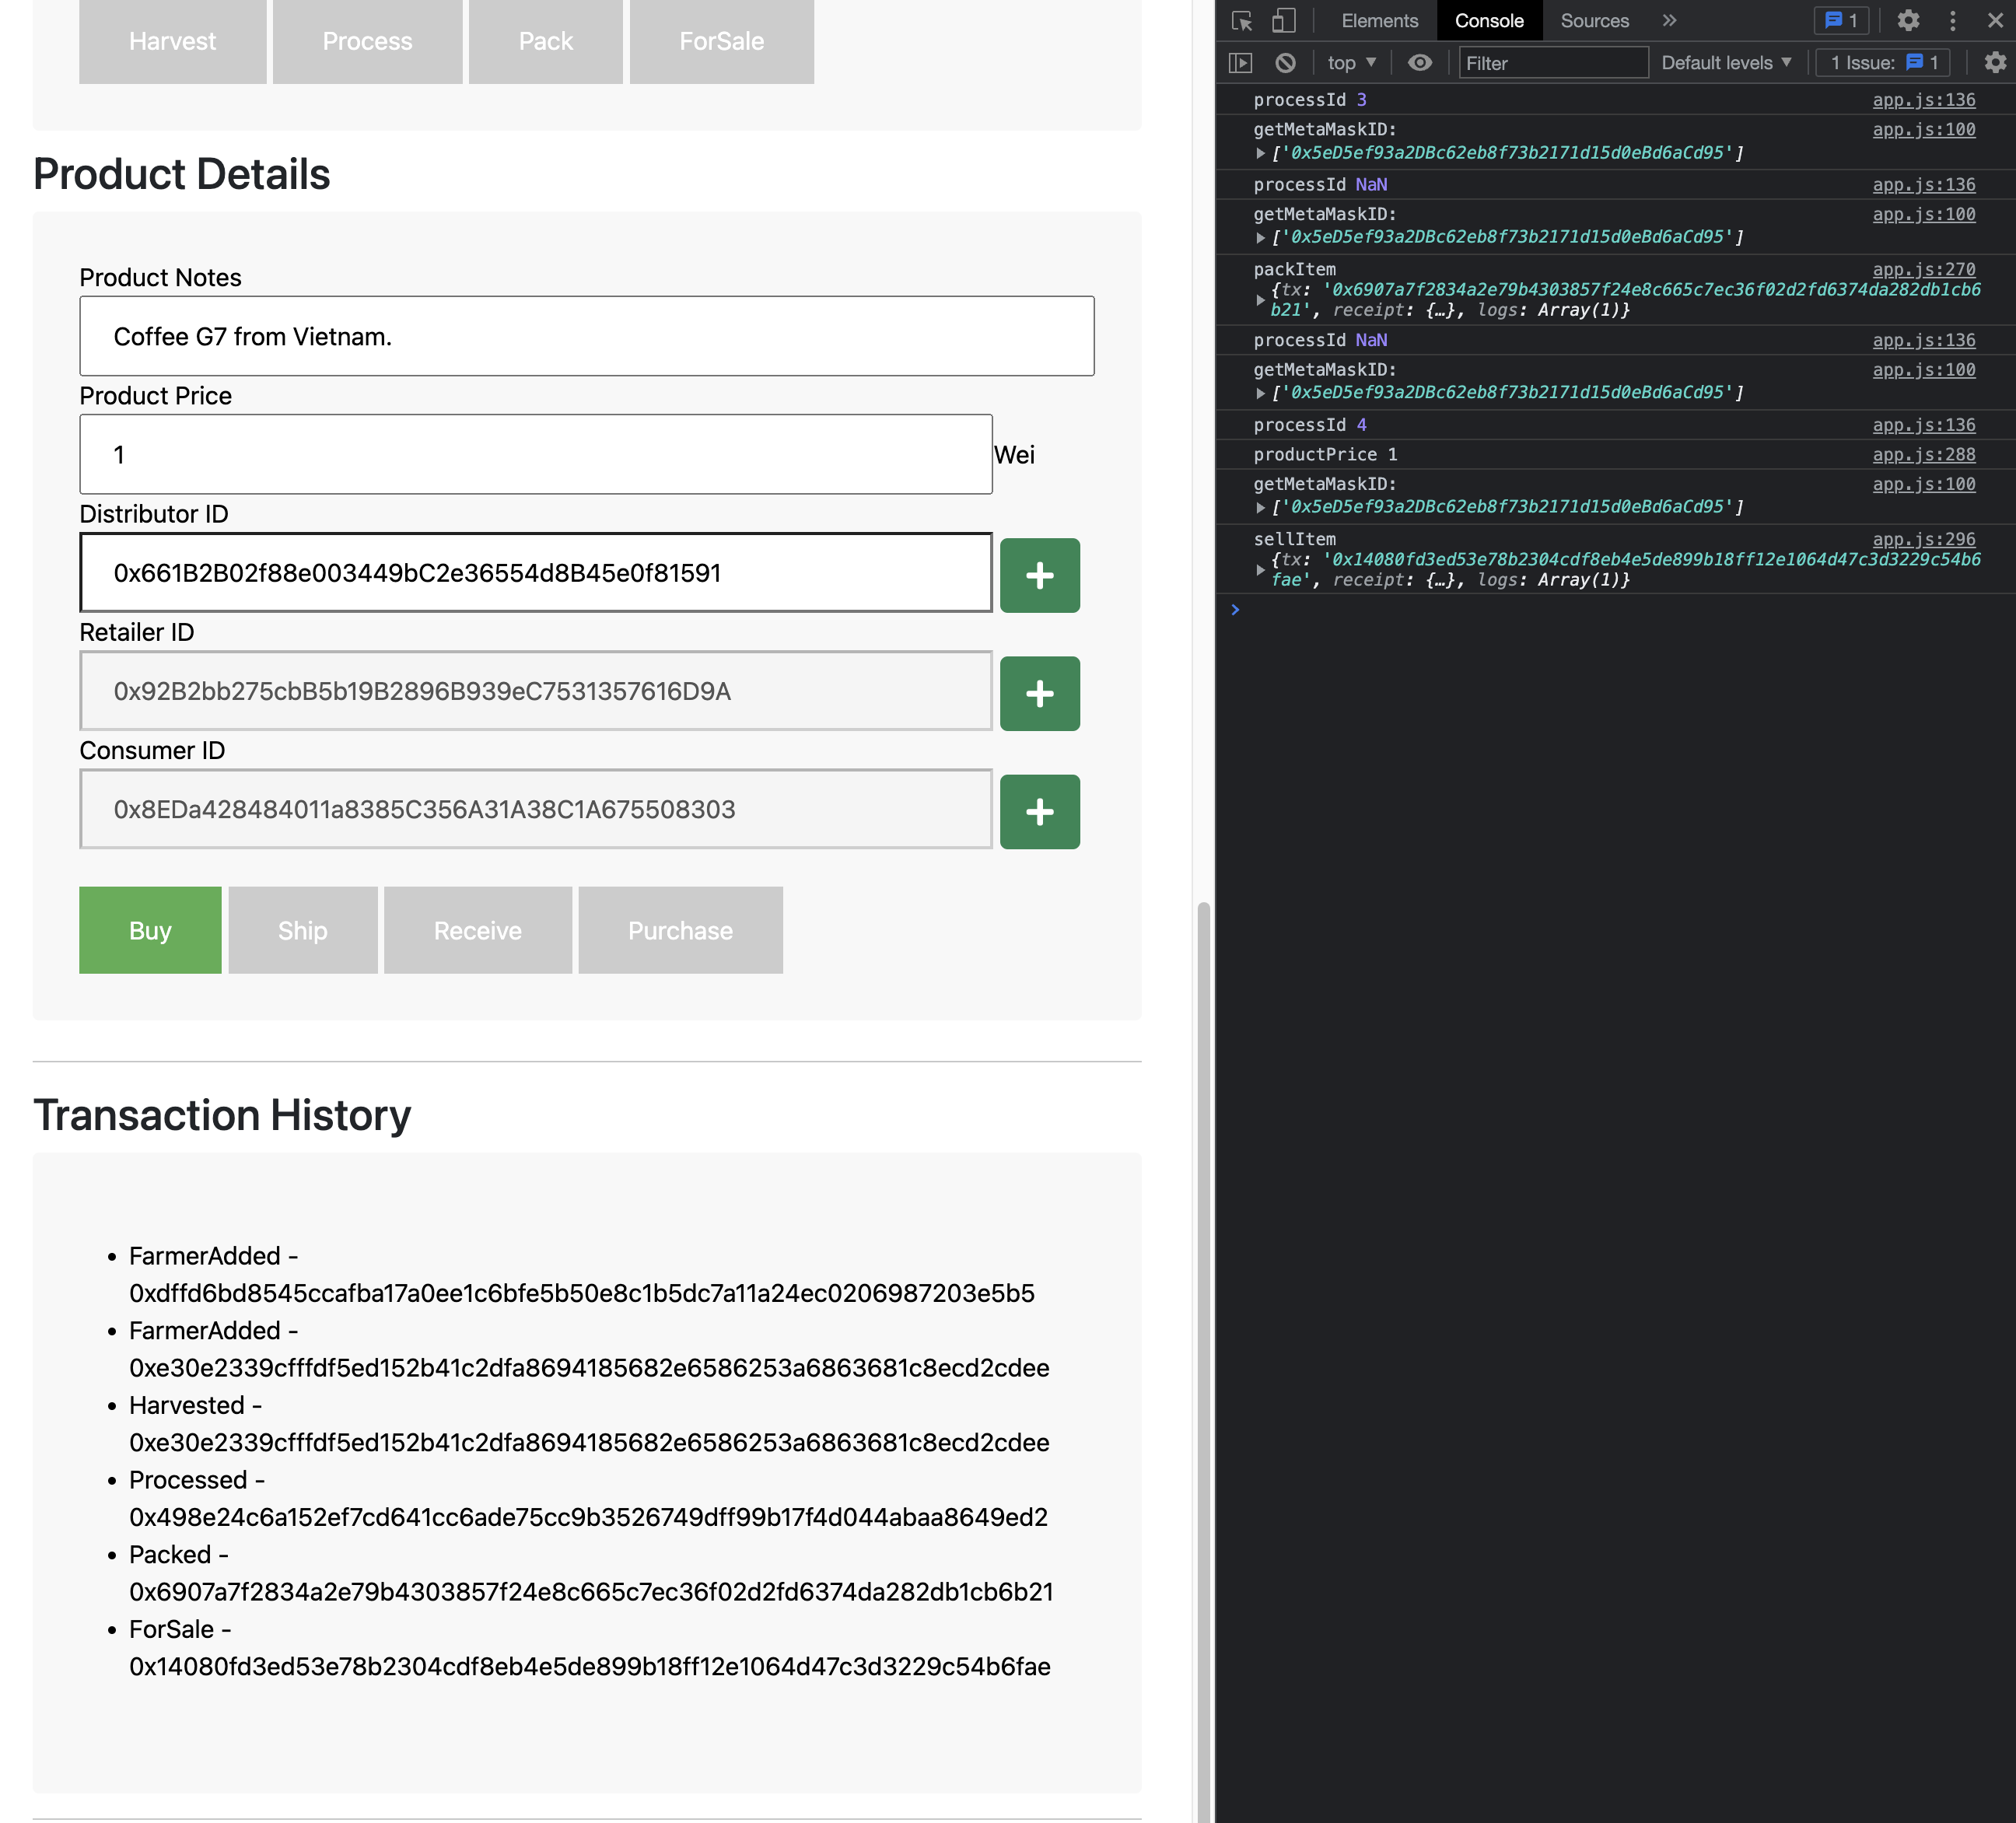 Harvest
Process
Pack
ForSale
Product Details
Product Notes
Coffee G7 from Vietnam.
Product Price
1
Wei
Distributor ID
0x661B2B02f88e003449bC2e36554d8B45e0f81591
Retailer ID
0x92B2bb275cbB5b19B2896B939eC7531357616D9A
Consumer ID
0x8EDa428484011a8385C356A31A38C1A675508303
Buy
Ship
Receive
Purchase
Transaction History
FarmerAdded -
0xdffd6bd8545ccafba17a0ee1c6bfe5b50e8c1b5dc7a11a24ec0206987203e5b5
FarmerAdded -
0xe30e2339cfffdf5ed152b41c2dfa8694185682e6586253a6863681c8ecd2cdee
Harvested -
0xe30e2339cfffdf5ed152b41c2dfa8694185682e6586253a6863681c8ecd2cdee
Processed -
0x498e24c6a152ef7cd641cc6ade75cc9b3526749dff99b17f4d044abaa8649ed2
Packed -
0x6907a7f2834a2e79b4303857f24e8c665c7ec36f02d2fd6374da282db1cb6b21
ForSale -
0x14080fd3ed53e78b2304cdf8eb4e5de899b18ff12e1064d47c3d3229c54b6fae
Elements
Console
Sources
1
top
Filter
Default levels
1 Issue: 1
processId 3 app.js:136
getMetaMaskID: app.js:100
['0x5eD5ef93a2DBc62eb8f73b2171d15d0eBd6aCd95']
processId NaN app.js:136
getMetaMaskID: app.js:100
['0x5eD5ef93a2DBc62eb8f73b2171d15d0eBd6aCd95']
packItem app.js:270
{tx: '0x6907a7f2834a2e79b4303857f24e8c665c7ec36f02d2fd6374da282db1cb6
b21', receipt: {…}, logs: Array(1)}
processId NaN app.js:136
getMetaMaskID: app.js:100
['0x5eD5ef93a2DBc62eb8f73b2171d15d0eBd6aCd95']
processId 4 app.js:136
productPrice 1 app.js:288
getMetaMaskID: app.js:100
['0x5eD5ef93a2DBc62eb8f73b2171d15d0eBd6aCd95']
sellItem app.js:296
{tx: '0x14080fd3ed53e78b2304cdf8eb4e5de899b18ff12e1064d47c3d3229c54b6
fae', receipt: {…}, logs: Array(1)}